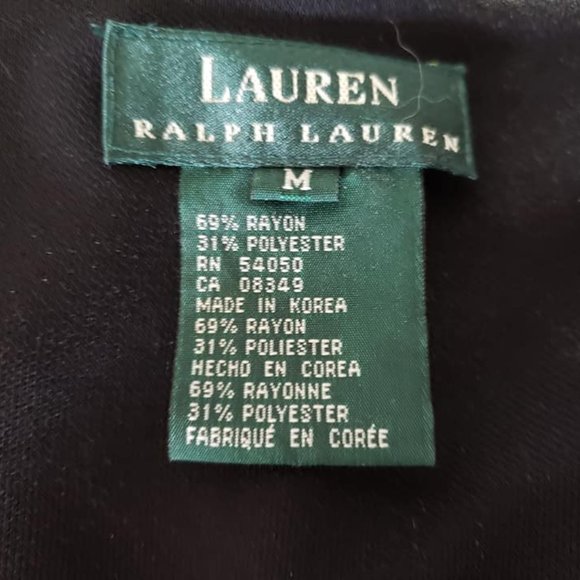 LAUREN
RALPH LAUREN
M
69% RAYON
31% POLYESTER
RN 54050
CA 08349
MADE IN KOREA
69% RAYON
31% POLIESTER
HECHO EN COREA
69% RAYONNE
31% POLYESTER
FABRIQUÉ EN CORÉE